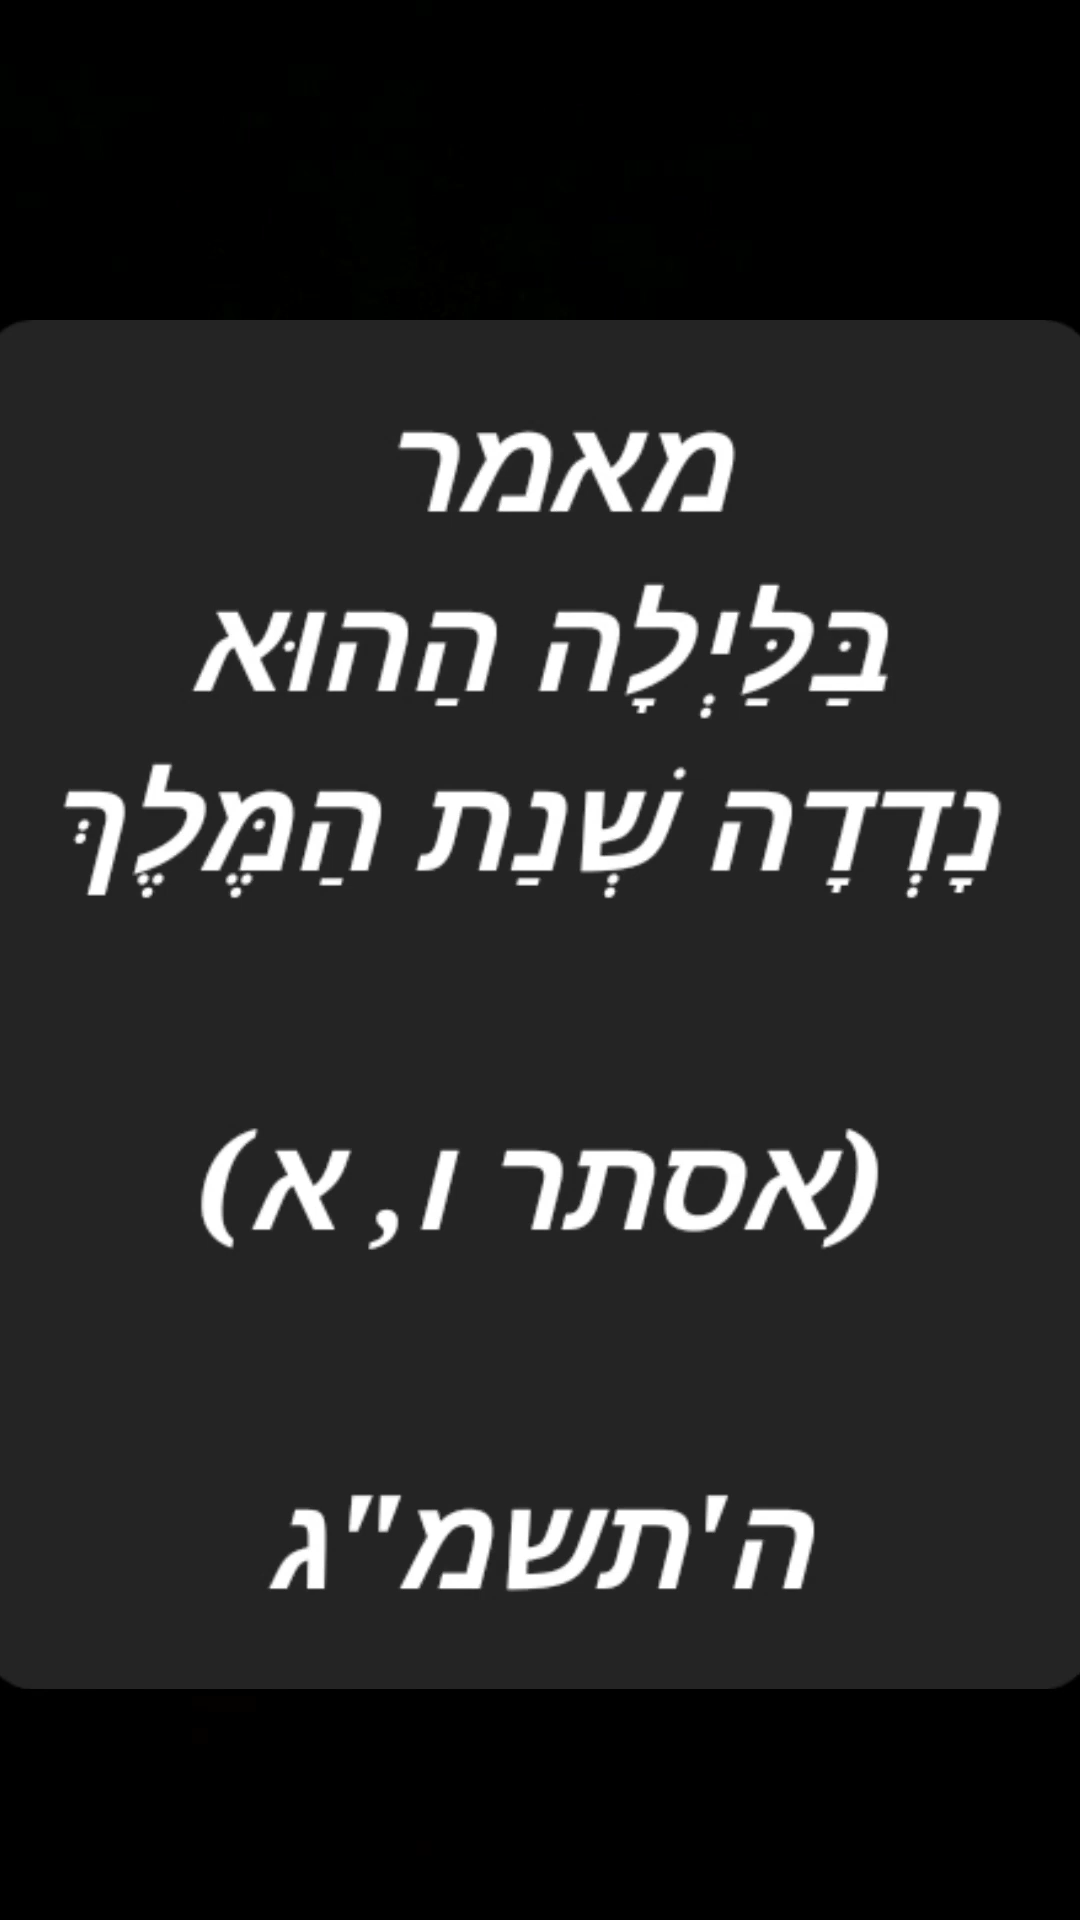 מאמר
בַּלַּיְלָה הַהוּא
נָדְדָה שְׁנַת הַמֶּלֶךְ
(אסתר ו, א)
ה'תשמ"ג